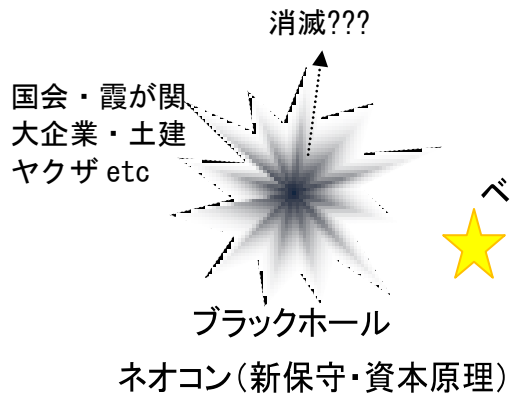 消滅???
国会・霞が関
大企業・土建
ヤクザ etc
べ
ブラックホール
ネオコン(新保守・資本原理)